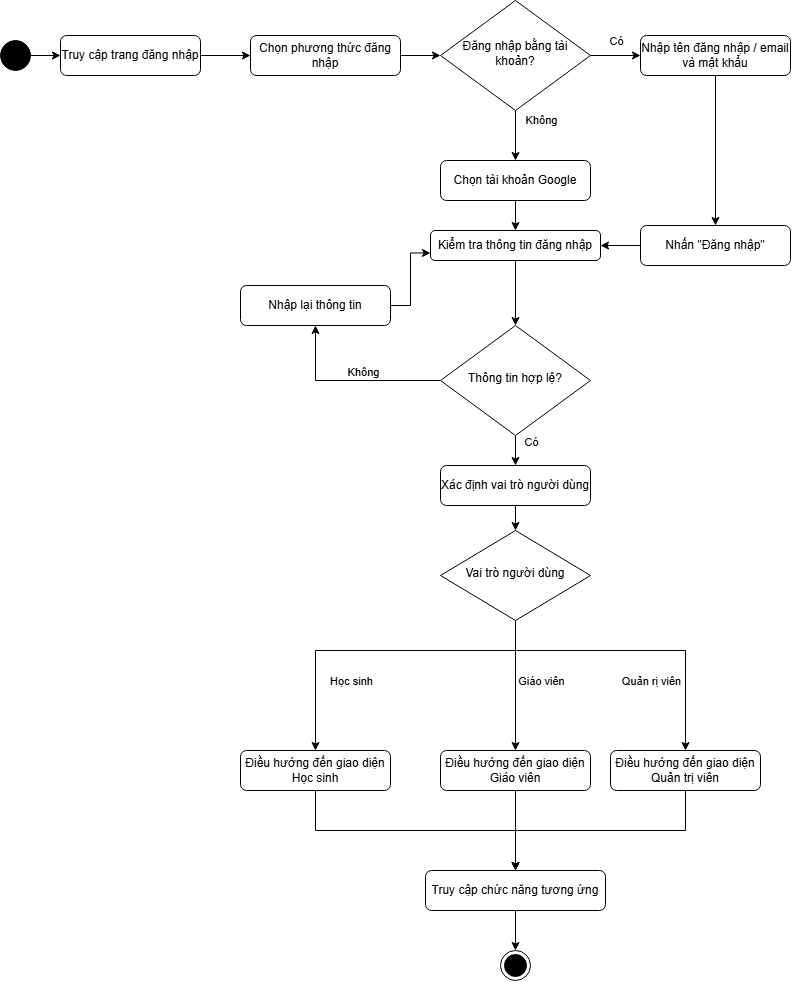 Truy cập trang đăng nhập
Chọn phương thức đăng
nhập
Đăng nhập bằng tài
khoản?
Có
Nhập tên đăng nhập / email
và mật khẩu
Không
Chọn tài khoản Google
Kiểm tra thông tin đăng nhập
Nhấn "Đăng nhập"
Nhập lại thông tin
Không
Thông tin hợp lệ?
Có
Xác định vai trò người dùng
Vai trò người dùng
Học sinh
Giáo viên
Quản rị viên
Điều hướng đến giao diện
Học sinh
Điều hướng đến giao diện
Giáo viên
Điều hướng đến giao diện
Quản trị viên
Truy cập chức năng tương ứng